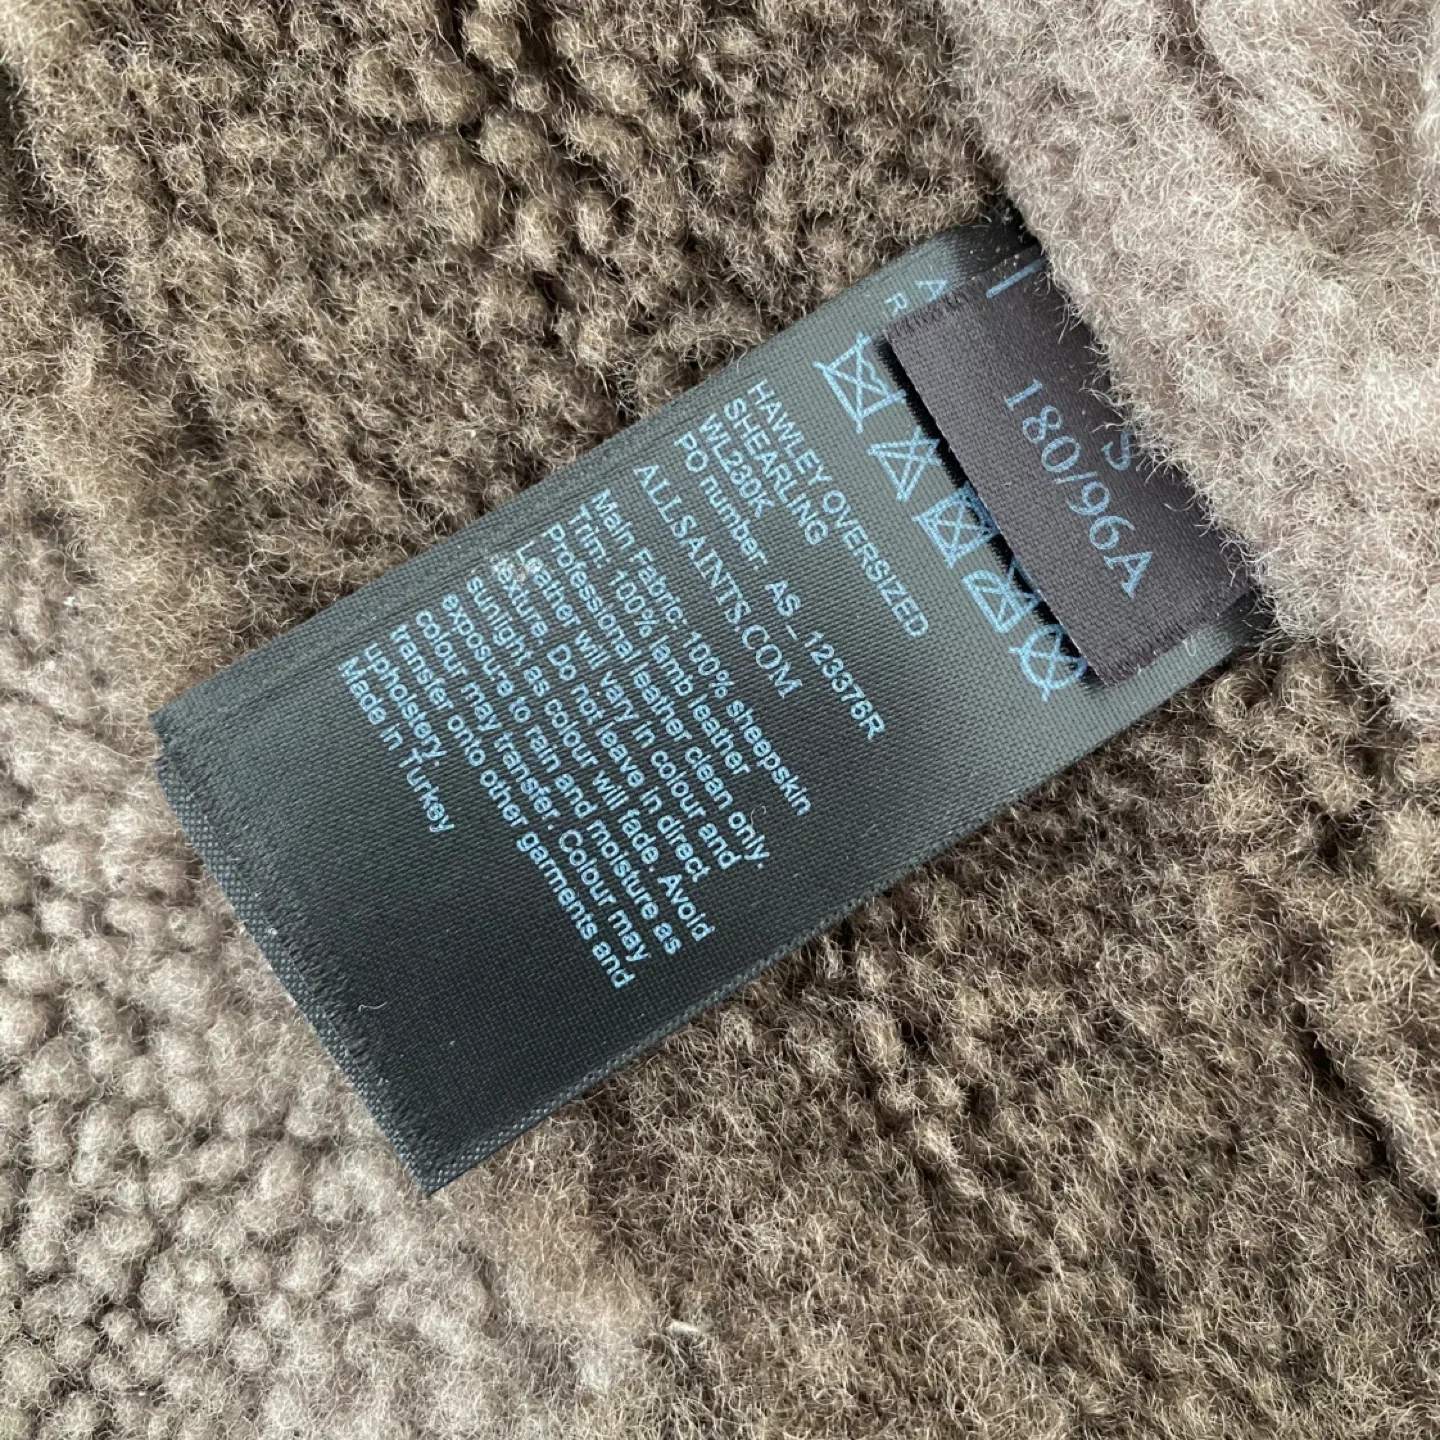 S
180/96A
HAWLEY OVERSIZED
SHEARLING
WL230K
PO number: AS_123376R
ALLSAINTS.COM
Main Fabric: 100% sheepskin
Trim: 100% lamb leather
Professional leather clean only.
Leather will vary in colour and
texture. Do not leave in direct
sunlight as colour will fade. Avoid
exposure to rain and moisture as
colour may transfer. Colour may
transfer onto other garments and
upholstery.
Made in Turkey